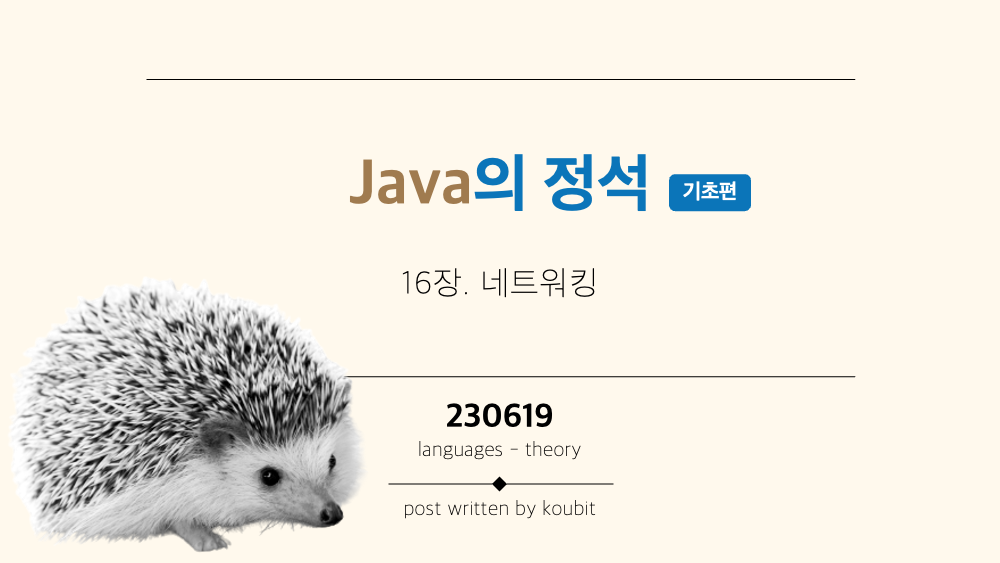 Java의 정석 기초편
16장. 네트워킹
230619
languages - theory
post written by koubit